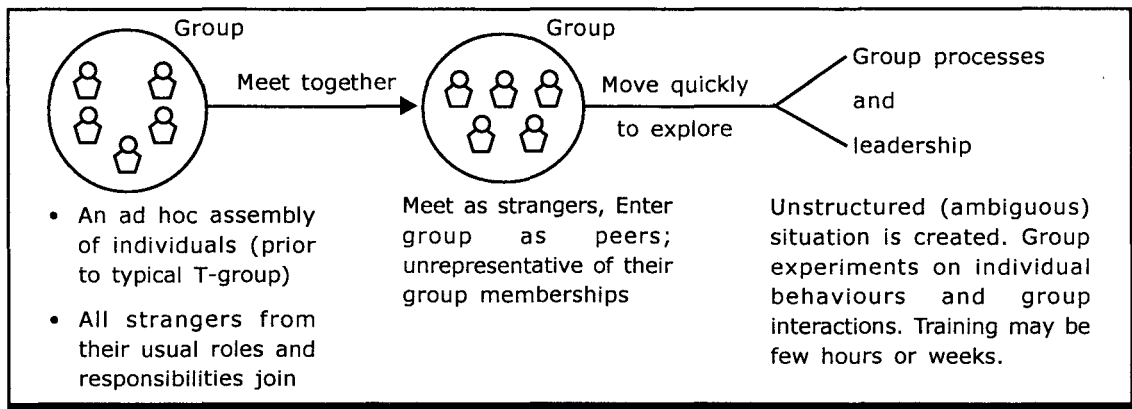 Group
Meet together
Group
Move quickly
to explore
Group processes
and
leadership
• An ad hoc assembly
of individuals (prior
to typical T-group)
• All strangers from
their usual roles and
responsibilities join
Meet as strangers, Enter
group as peers;
unrepresentative of their
group memberships
Unstructured (ambiguous)
situation is created. Group
experiments on individual
behaviours and group
interactions. Training may be
few hours or weeks.